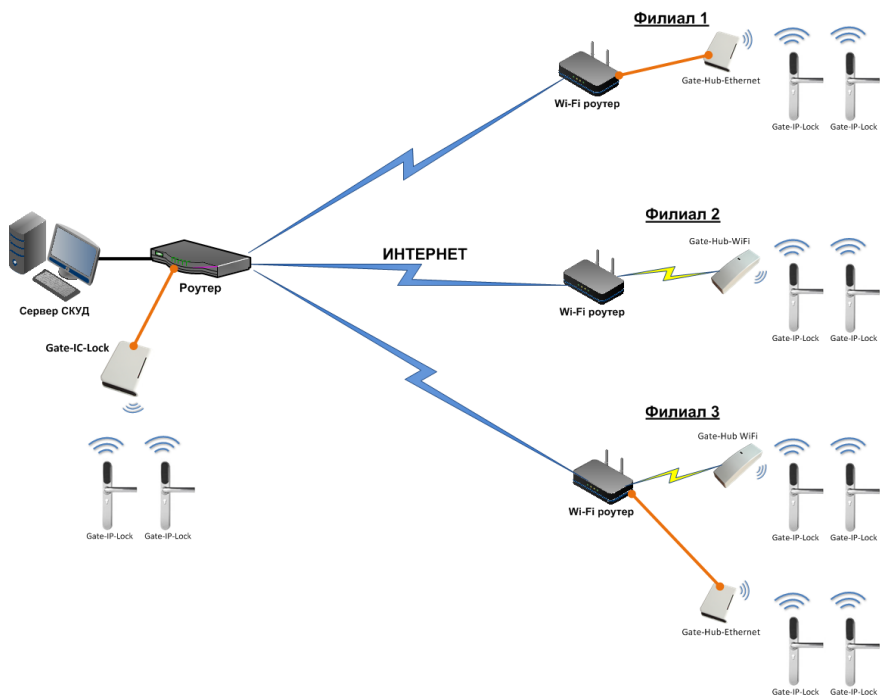 Филиал 1
Gate-Hub-Ethernet
Wi-Fi роутер
Gate-IP-Lock
Gate-IP-Lock
Филиал 2
Gate-Hub-WiFi
ИНТЕРНЕТ
Роутер
Сервер СКУД
Wi-Fi роутер
Gate-IP-Lock
Gate-IP-Lock
Gate-IC-Lock
Филиал 3
Gate-Hub WiFi
Wi-Fi роутер
Gate-IP-Lock
Gate-IP-Lock
Gate-IP-Lock
Gate-IP-Lock
Gate-Hub-Ethernet
Gate-IP-Lock
Gate-IP-Lock